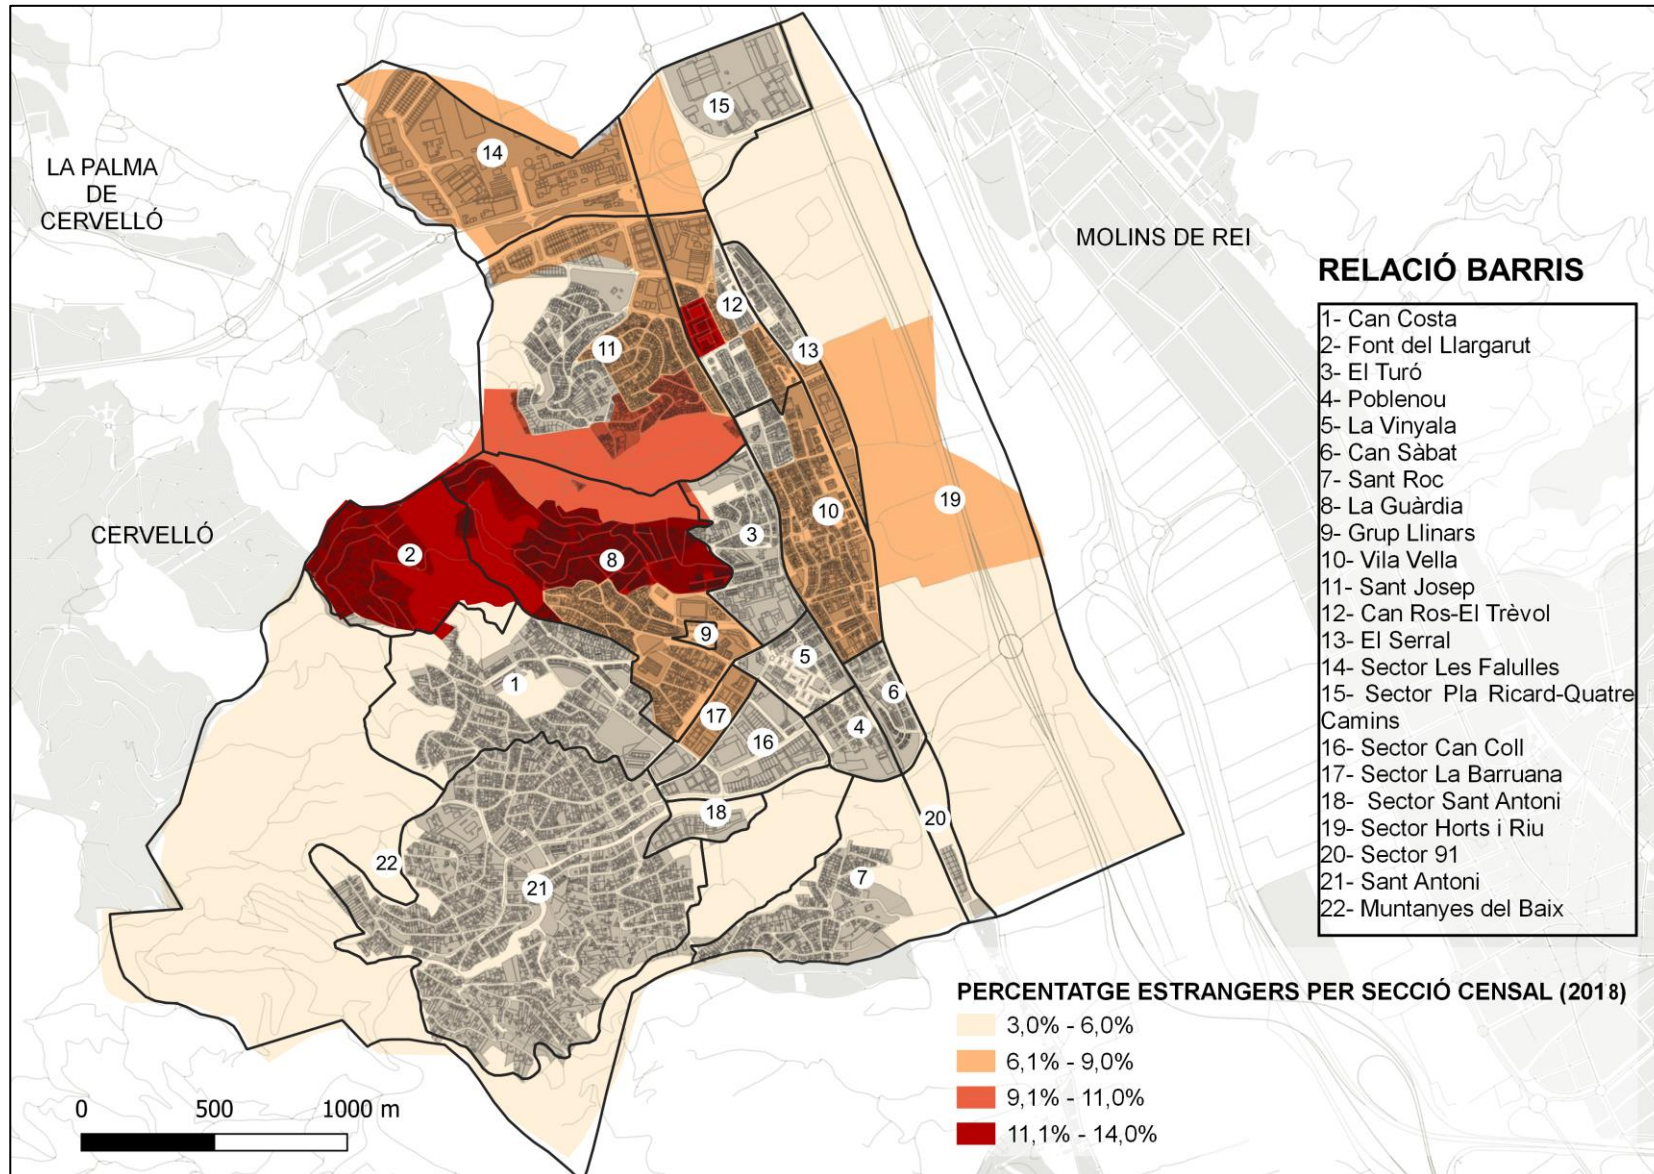 LA PALMA
DE
CERVELLÓ
MOLINS DE REI
CERVELLÓ
15
14
12
13
11
19
10
3
2
8
9
5
1
6
17
4
16
18
20
22
21
7
RELACIÓ BARRIS
1- Can Costa
2- Font del Llargarut
3- El Turó
4- Poblenou
5- La Vinyala
6- Can Sàbat
7- Sant Roc
8- La Guàrdia
9- Grup Llinars
10- Vila Vella
11- Sant Josep
12- Can Ros-El Trèvol
13- El Serral
14- Sector Les Falulles
15- Sector Pla Ricard-Quatre
Camins
16- Sector Can Coll
17- Sector La Barruana
18- Sector Sant Antoni
19- Sector Horts i Riu
20- Sector 91
21- Sant Antoni
22- Muntanyes del Baix
PERCENTATGE ESTRANGERS PER SECCIÓ CENSAL (2018)
3,0% - 6,0%
6,1% - 9,0%
9,1% - 11,0%
11,1% - 14,0%
0 500 1000 m